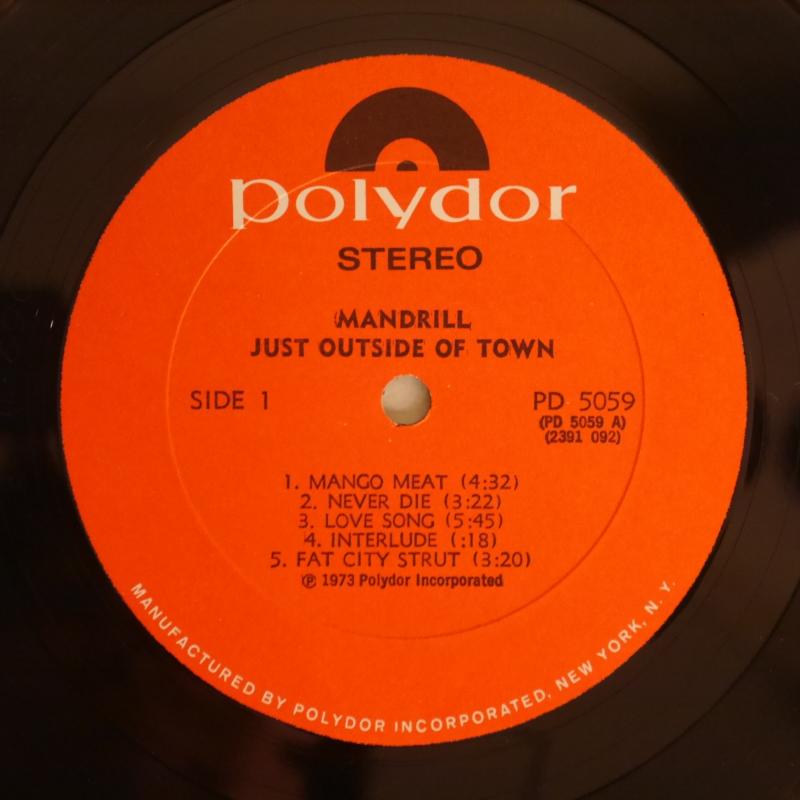 polydor
STEREO
MANDRILL
JUST OUTSIDE OF TOWN
SIDE 1
PD 5059
(PD 5059 A)
(2391 092)
1. MANGO MEAT (4:32)
2. NEVER DIE (3:22)
3. LOVE SONG (5:45)
4. INTERLUDE (:18)
5. FAT CITY STRUT (3:20)
℗ 1973 Polydor Incorporated
MANUFACTURED BY POLYDOR INCORPORATED, NEW YORK, N. Y.